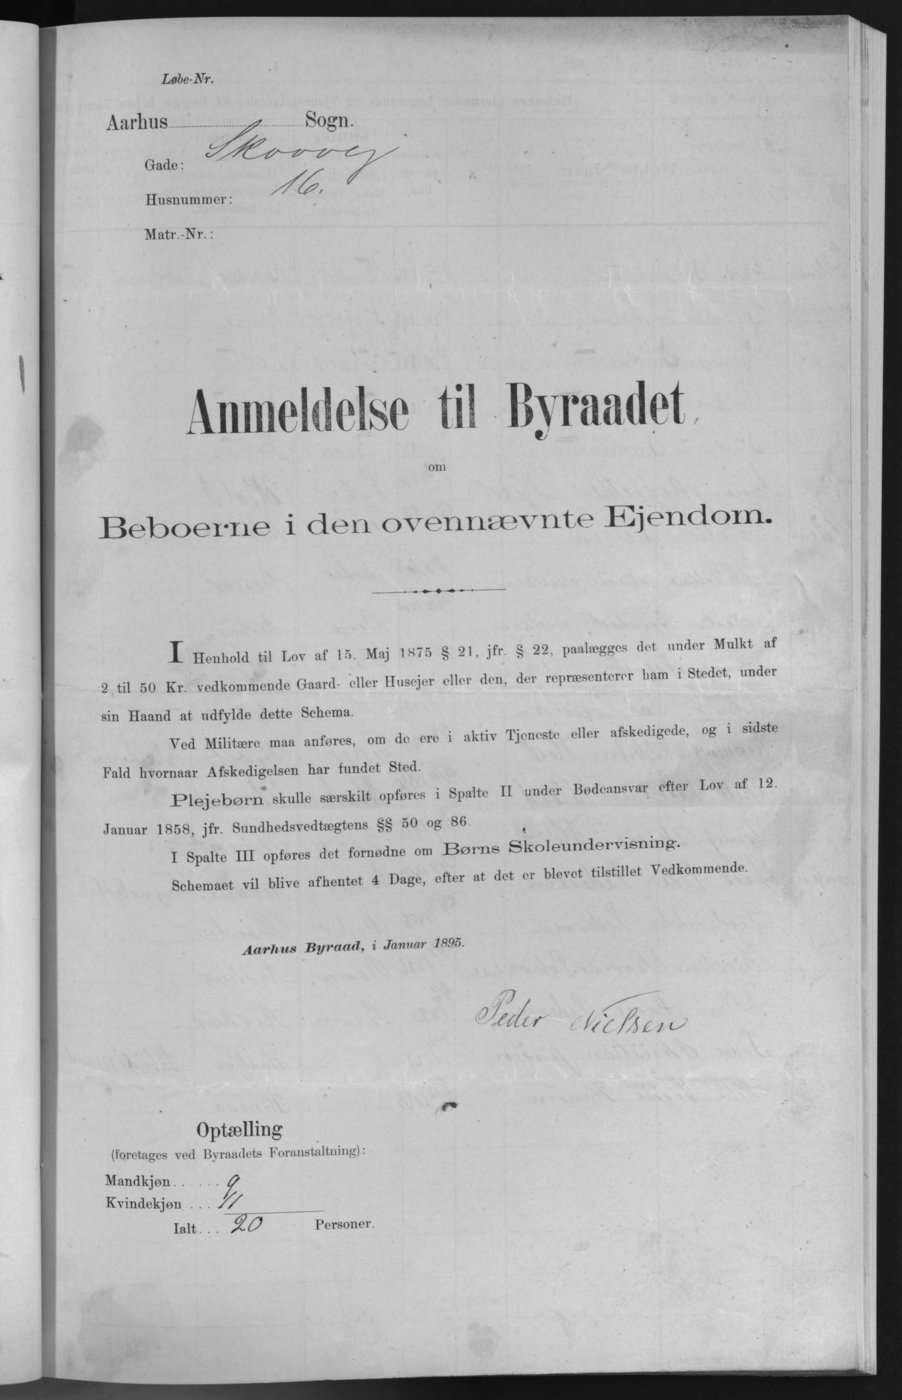 Løbe-Nr.
Aarhus Sogn.
Gade: Skovvej
Husnummer: 16.
Matr.-Nr.:
Anmeldelse til Byraadet
om
Beboerne i den ovennævnte Ejendom.
I Henhold til Lov af 15. Maj 1875 § 21, jfr. § 22, paalægges det under Mulkt af
2 til 50 Kr. vedkommende Gaard- eller Husejer eller den, der repræsenterer ham i Stedet, under
sin Haand at udfylde dette Schema.
Ved Militære maa anføres, om de ere i aktiv Tjeneste eller afskedigede, og i sidste
Fald hvornaar Afskedigelsen har fundet Sted.
Plejebørn skulle særskilt opføres i Spalte II under Bødeansvar efter Lov af 12.
Januar 1858, jfr. Sundhedsvedtægtens §§ 50 og 86.
I Spalte III opføres det fornødne om Børns Skoleundervisning.
Schemaet vil blive afhentet 4 Dage, efter at det er blevet tilstillet Vedkommende.
Aarhus Byraad, i Januar 1895.
Peder Nielsen
Optælling
(foretages ved Byraadets Foranstaltning):
Mandkjøn...... 9
Kvindekjøn ... 11
Ialt... 20 Personer.